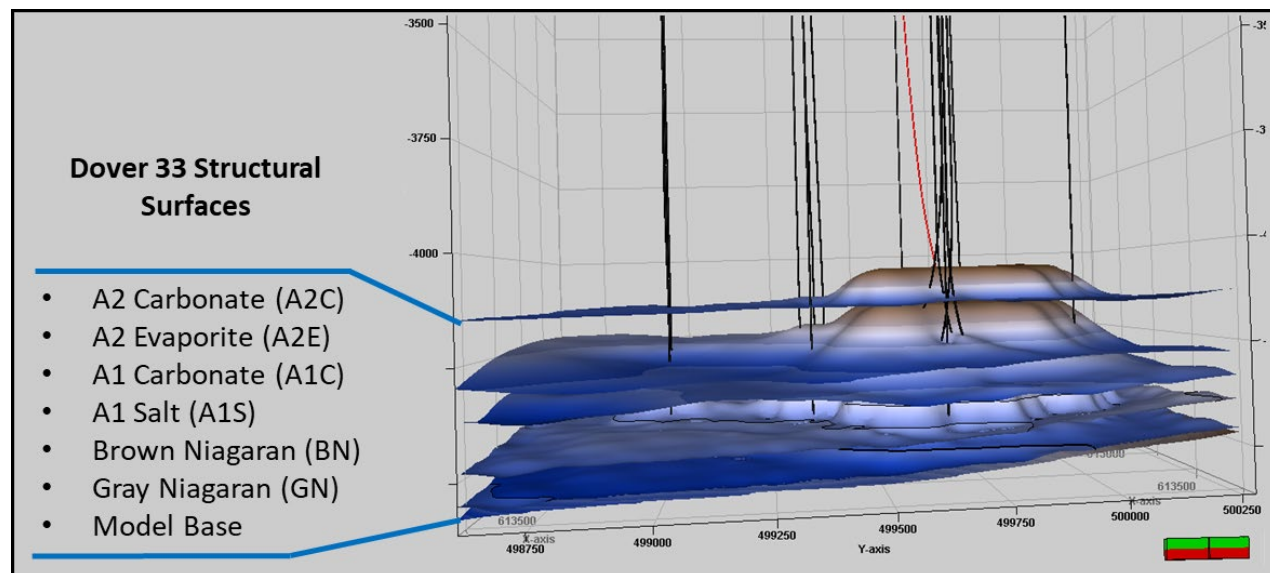 Dover 33 Structural
Surfaces
• A2 Carbonate (A2C)
• A2 Evaporite (A2E)
• A1 Carbonate (A1C)
• A1 Salt (A1S)
• Brown Niagaran (BN)
• Gray Niagaran (GN)
• Model Base
-3500
-3750
-4000
613500
X-axis
498750
499000
499250
499500
499750
500000
500250
Y-axis
X-axis
613500